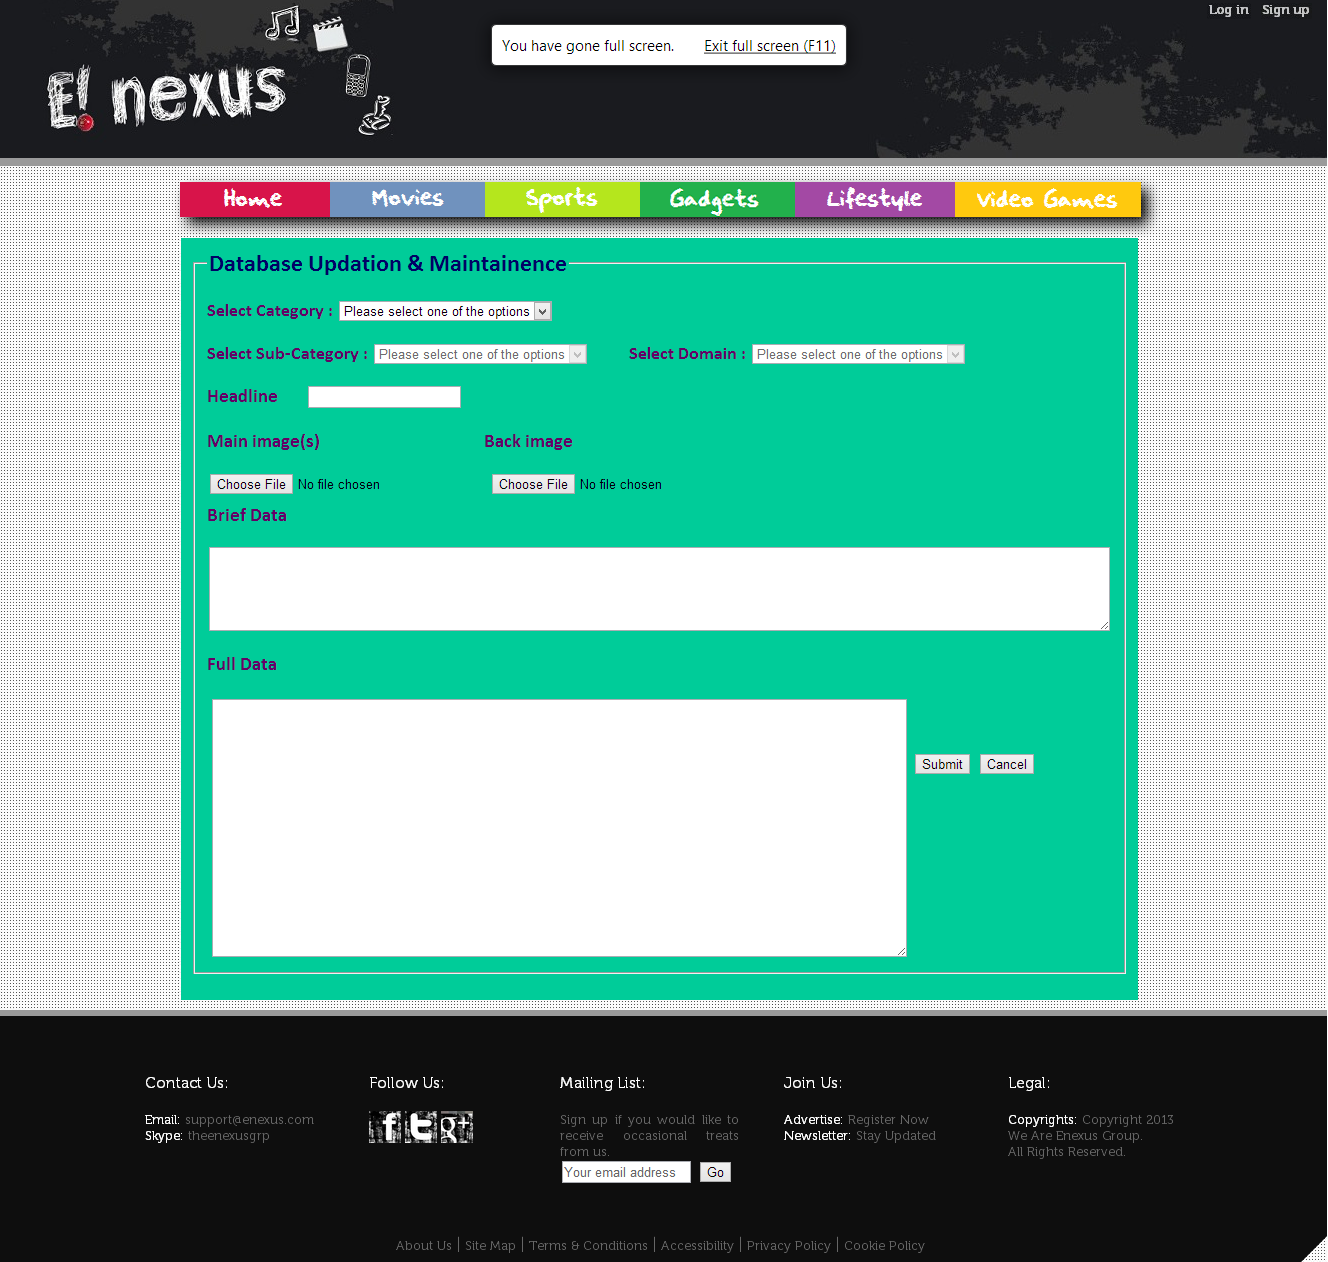 Log in Sign up
You have gone full screen. Exit full screen (F11)
E! nexus
Home Movies Sports Gadgets Lifestyle Video Games
Database Updation & Maintainence
Select Category : Please select one of the options
Select Sub-Category : Please select one of the options Select Domain : Please select one of the options
Headline
Main image(s) Back image
Choose File No file chosen Choose File No file chosen
Brief Data
Full Data
Submit Cancel
Contact Us: Follow Us: Mailing List: Join Us: Legal:
Email: support@enexus.com f t g+ Sign up if you would like to Advertise: Register Now Copyrights: Copyright 2013
Skype: theenexusgrp receive occasional treats Newsletter: Stay Updated We Are Enexus Group.
from us. All Rights Reserved.
Your email address Go
About Us | Site Map | Terms & Conditions | Accessibility | Privacy Policy | Cookie Policy